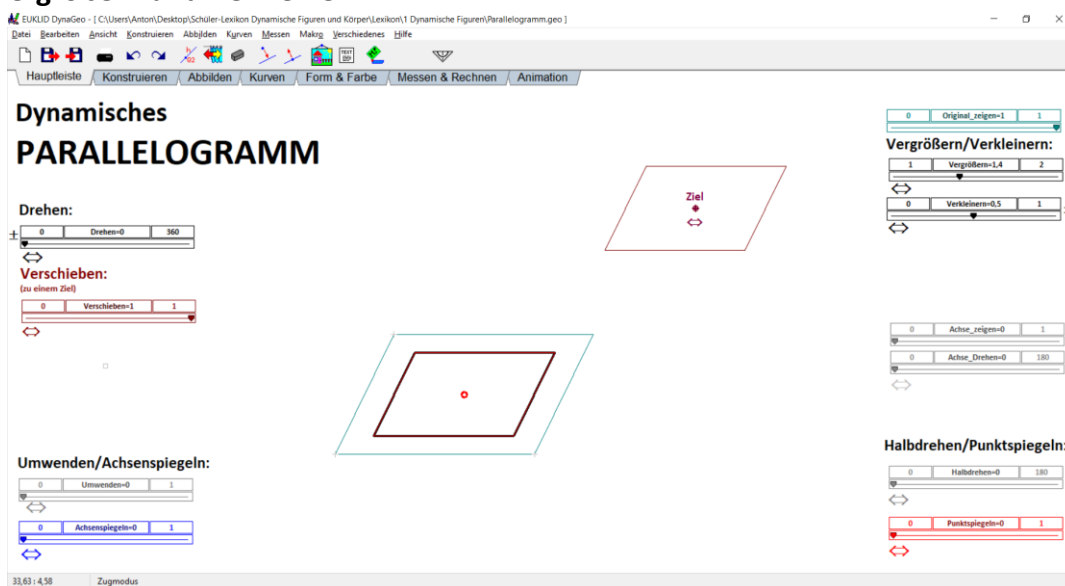 EUKLID DynaGeo - [ C:\Users\Anton\Desktop\Schüler-Lexikon Dynamische Figuren und Körper\Lexikon\1 Dynamische Figuren\Parallelogramm.geo ]
Datei Bearbeiten Ansicht Konstruieren Abbilden Kurven Messen Makro Verschiedenes Hilfe
Hauptleiste Konstruieren Abbilden Kurven Form & Farbe Messen & Rechnen Animation
Dynamisches
PARALLELOGRAMM
0 Original_zeigen=1 1
Vergrößern/Verkleinern:
1 Vergrößern=1,4 2
0 Verkleinern=0,5 1
Ziel
Drehen:
± 0 Drehen=0 360
Verschieben:
(zu einem Ziel)
0 Verschieben=1 1
0 Achse_zeigen=0 1
0 Achse_Drehen=0 180
Umwenden/Achsenspiegeln:
0 Umwenden=0 1
0 Achsenspiegeln=0 1
Halbdrehen/Punktspiegeln:
0 Halbdrehen=0 180
0 Punktspiegeln=0 1
33,63 : 4,58 Zugmodus